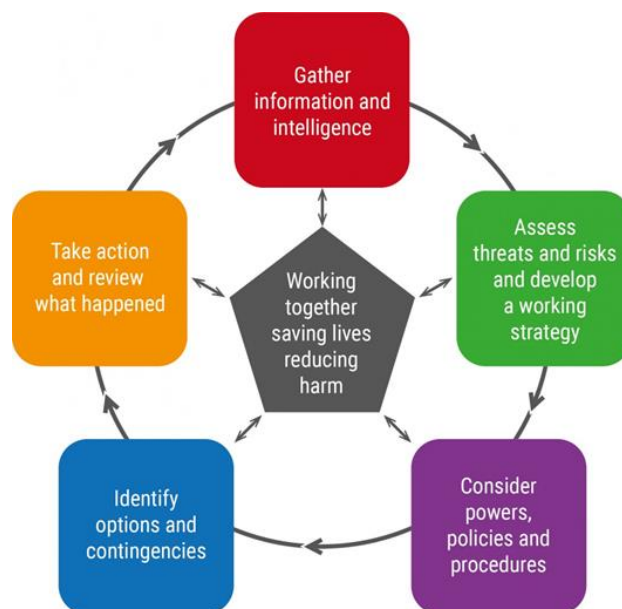 Gather
information and
intelligence
Assess
threats and risks
and develop
a working
strategy
Consider
powers,
policies and
procedures
Identify
options and
contingencies
Take action
and review
what happened
Working
together
saving lives
reducing
harm